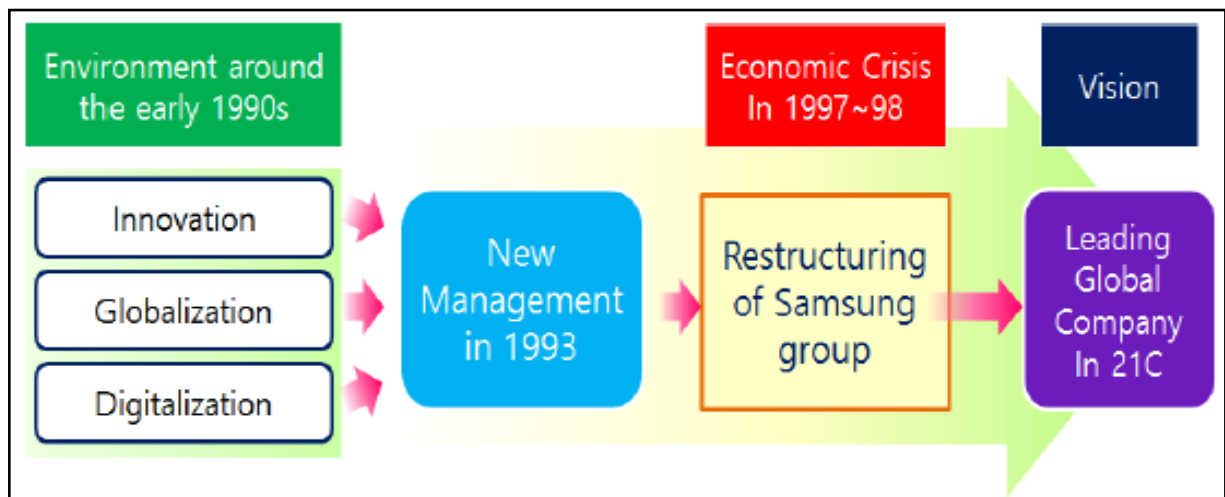 Environment around
the early 1990s
Economic Crisis
In 1997~98
Vision
Innovation
Globalization
Digitalization
New
Management
in 1993
Restructuring
of Samsung
group
Leading
Global
Company
In 21C